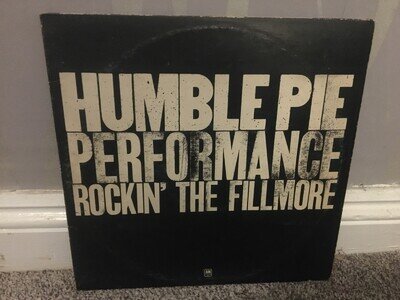 HUMBLE PIE
PERFORMANCE
ROCKIN' THE FILLMORE